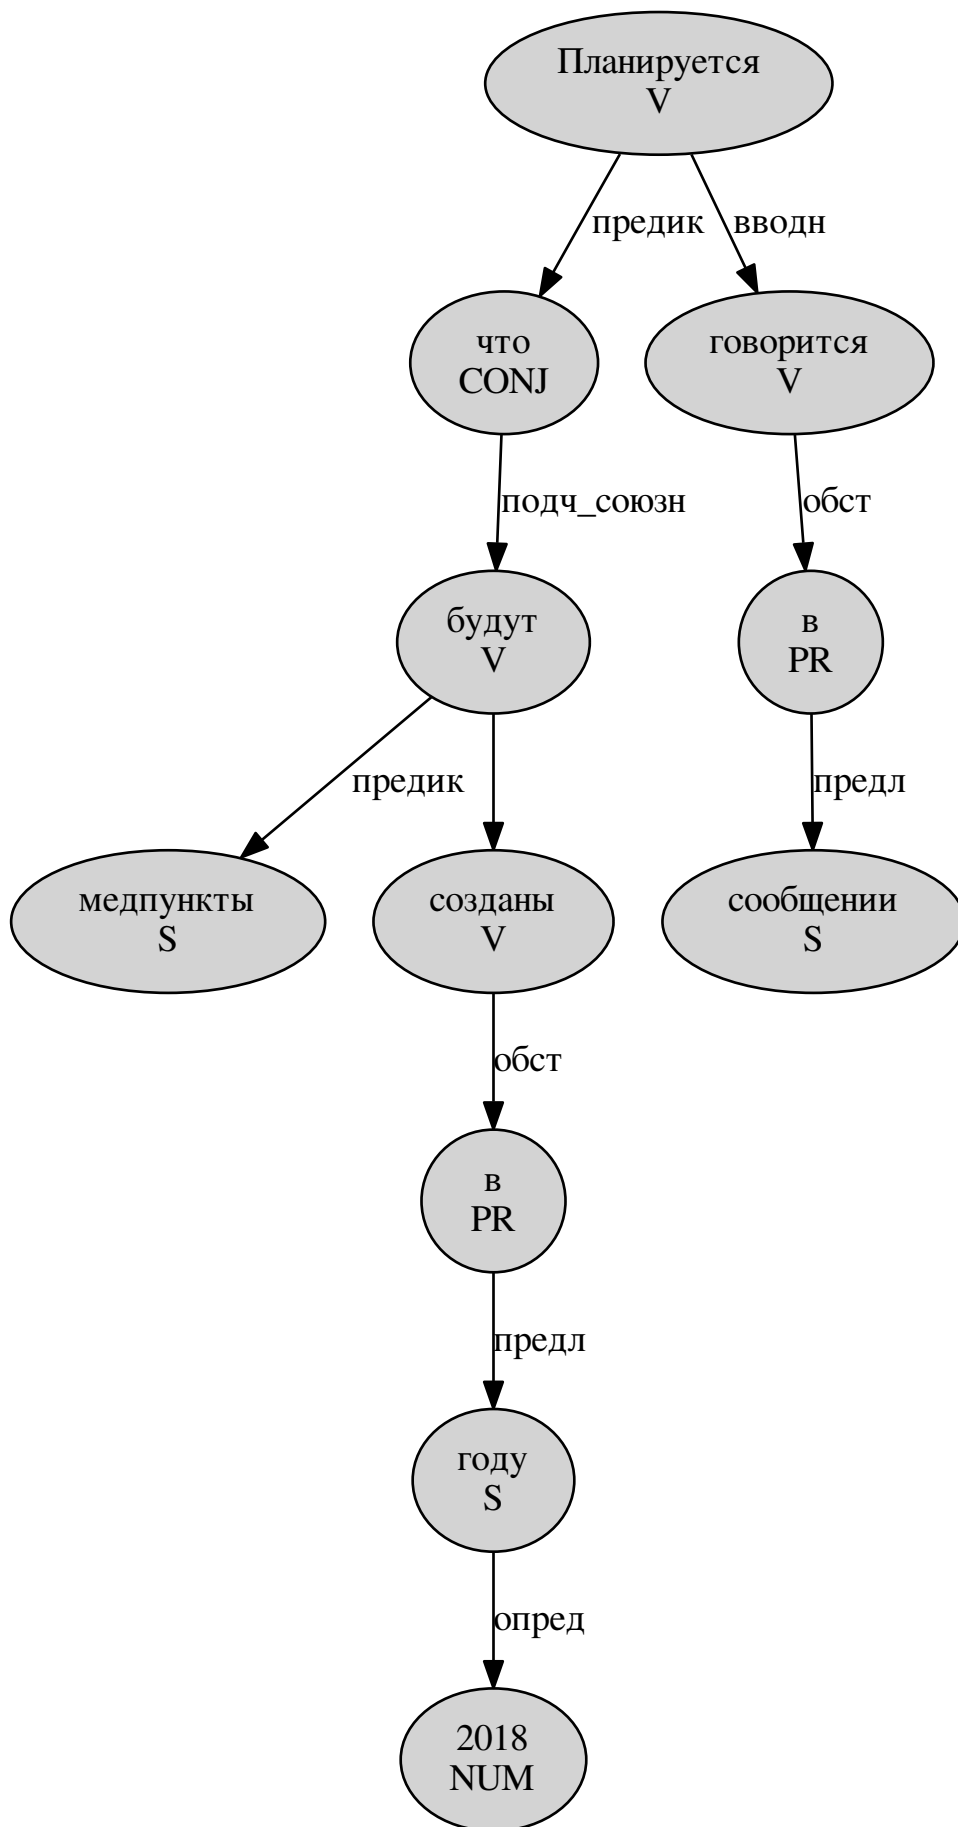 Планируется
V
предик
вводн
что
CONJ
говорится
V
подч_союзн
обст
будут
V
в
PR
предик
предл
медпункты
S
созданы
V
сообщении
S
обст
в
PR
предл
году
S
опред
2018
NUM